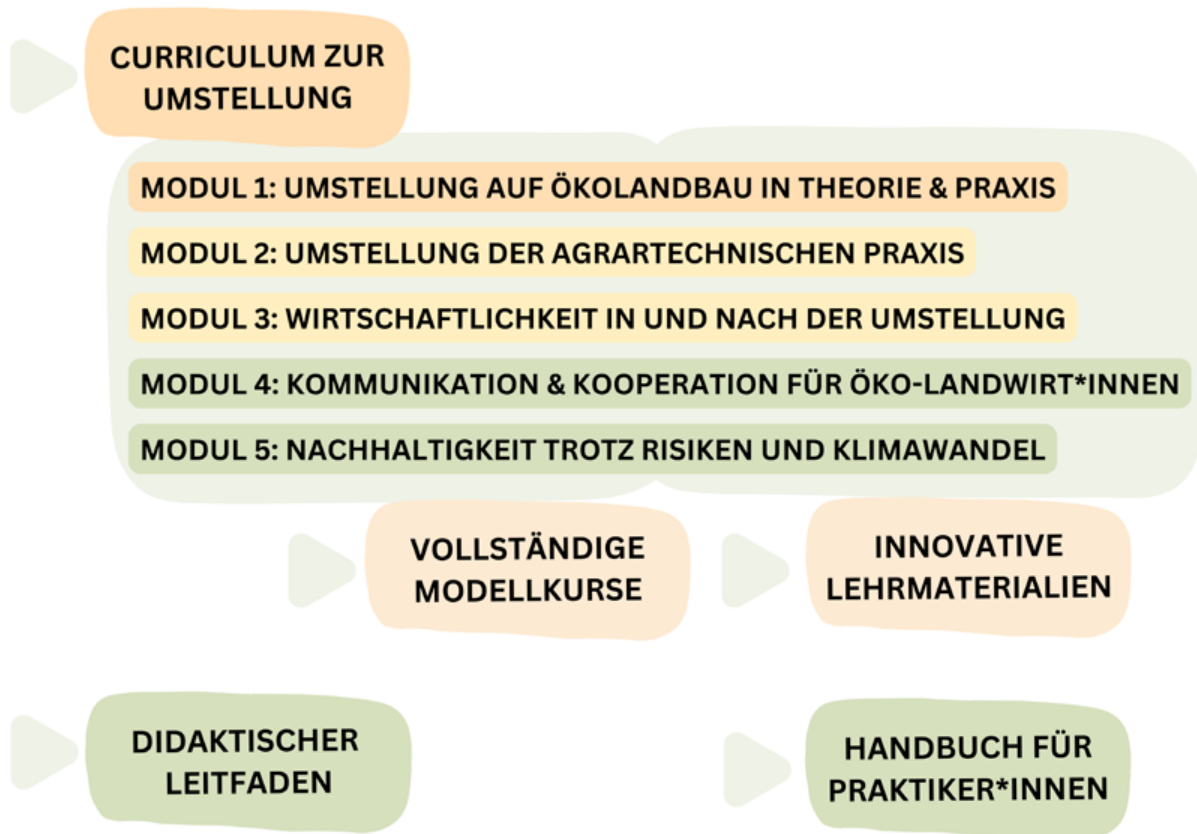 CURRICULUM ZUR
UMSTELLUNG
MODUL 1: UMSTELLUNG AUF ÖKOLANDBAU IN THEORIE & PRAXIS
MODUL 2: UMSTELLUNG DER AGRARTECHNISCHEN PRAXIS
MODUL 3: WIRTSCHAFTLICHKEIT IN UND NACH DER UMSTELLUNG
MODUL 4: KOMMUNIKATION & KOOPERATION FÜR ÖKO-LANDWIRT*INNEN
MODUL 5: NACHHALTIGKEIT TROTZ RISIKEN UND KLIMAWANDEL
VOLLSTÄNDIGE
MODELLKURSE
INNOVATIVE
LEHRMATERIALIEN
DIDAKTISCHER
LEITFADEN
HANDBUCH FÜR
PRAKTIKER*INNEN